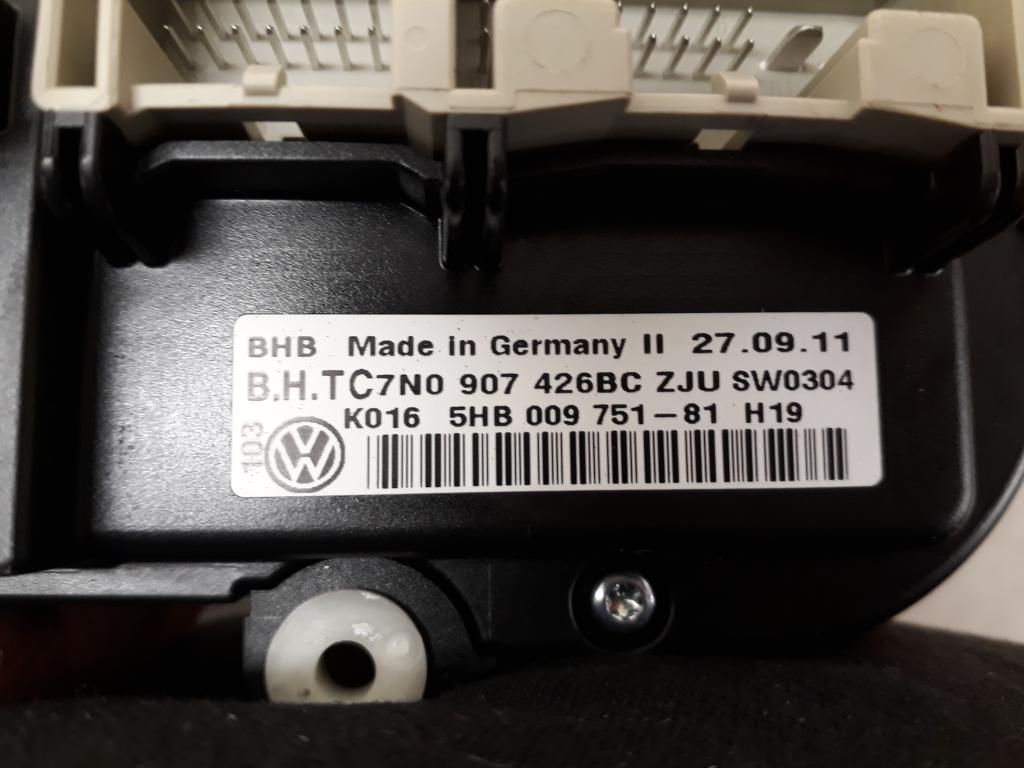 BHB Made in Germany II 27.09.11
B.H.TC7N0 907 426BC ZJU SW0304
K016 5HB 009 751-81 H19
103